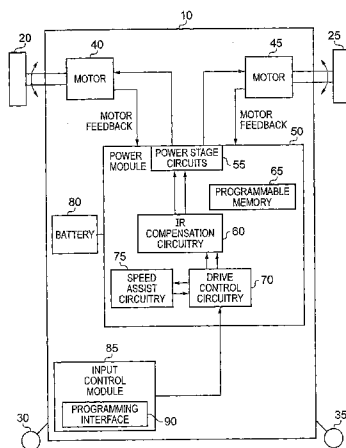 10
20
40
45
25
MOTOR
MOTOR
MOTOR
FEEDBACK
MOTOR
FEEDBACK
50
POWER
MODULE
POWER STAGE
CIRCUITS
55
65
PROGRAMMABLE
MEMORY
80
BATTERY
IR
COMPENSATION
CIRCUITRY
60
75
SPEED
ASSIST
CIRCUITRY
DRIVE
CONTROL
CIRCUITRY
70
85
INPUT
CONTROL
MODULE
PROGRAMMING
INTERFACE
90
30
35